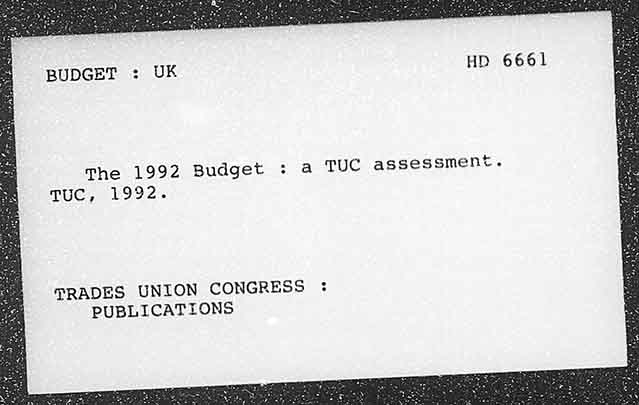 BUDGET : UK
HD 6661
The 1992 Budget : a TUC assessment.
TUC, 1992.
TRADES UNION CONGRESS :
PUBLICATIONS